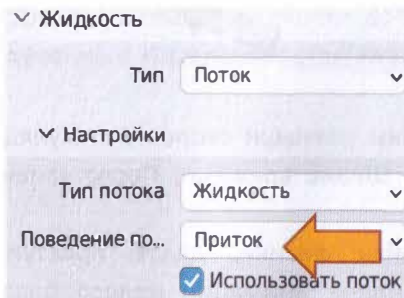 Жидкость
Тип Поток
Настройки
Тип потока Жидкость
Поведение по... Приток
Использовать поток